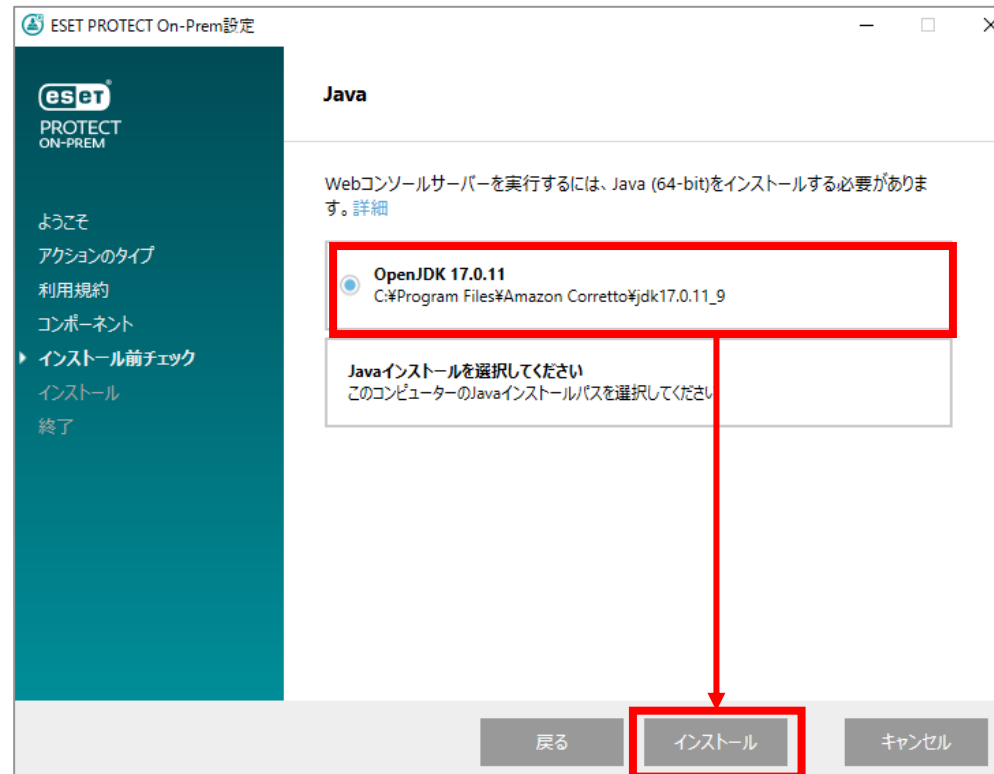 ESET PROTECT On-Prem設定
eset
PROTECT
ON-PREM
ようこそ
アクションのタイプ
利用規約
コンポーネント
インストール前チェック
インストール
終了
Java
Webコンソールサーバーを実行するには、Java (64-bit)をインストールする必要がありま
す。詳細
OpenJDK 17.0.11
C:¥Program Files¥Amazon Corretto¥jdk17.0.11_9
Javaインストールを選択してください
このコンピューターのJavaインストールパスを選択してください
戻る
インストール
キャンセル